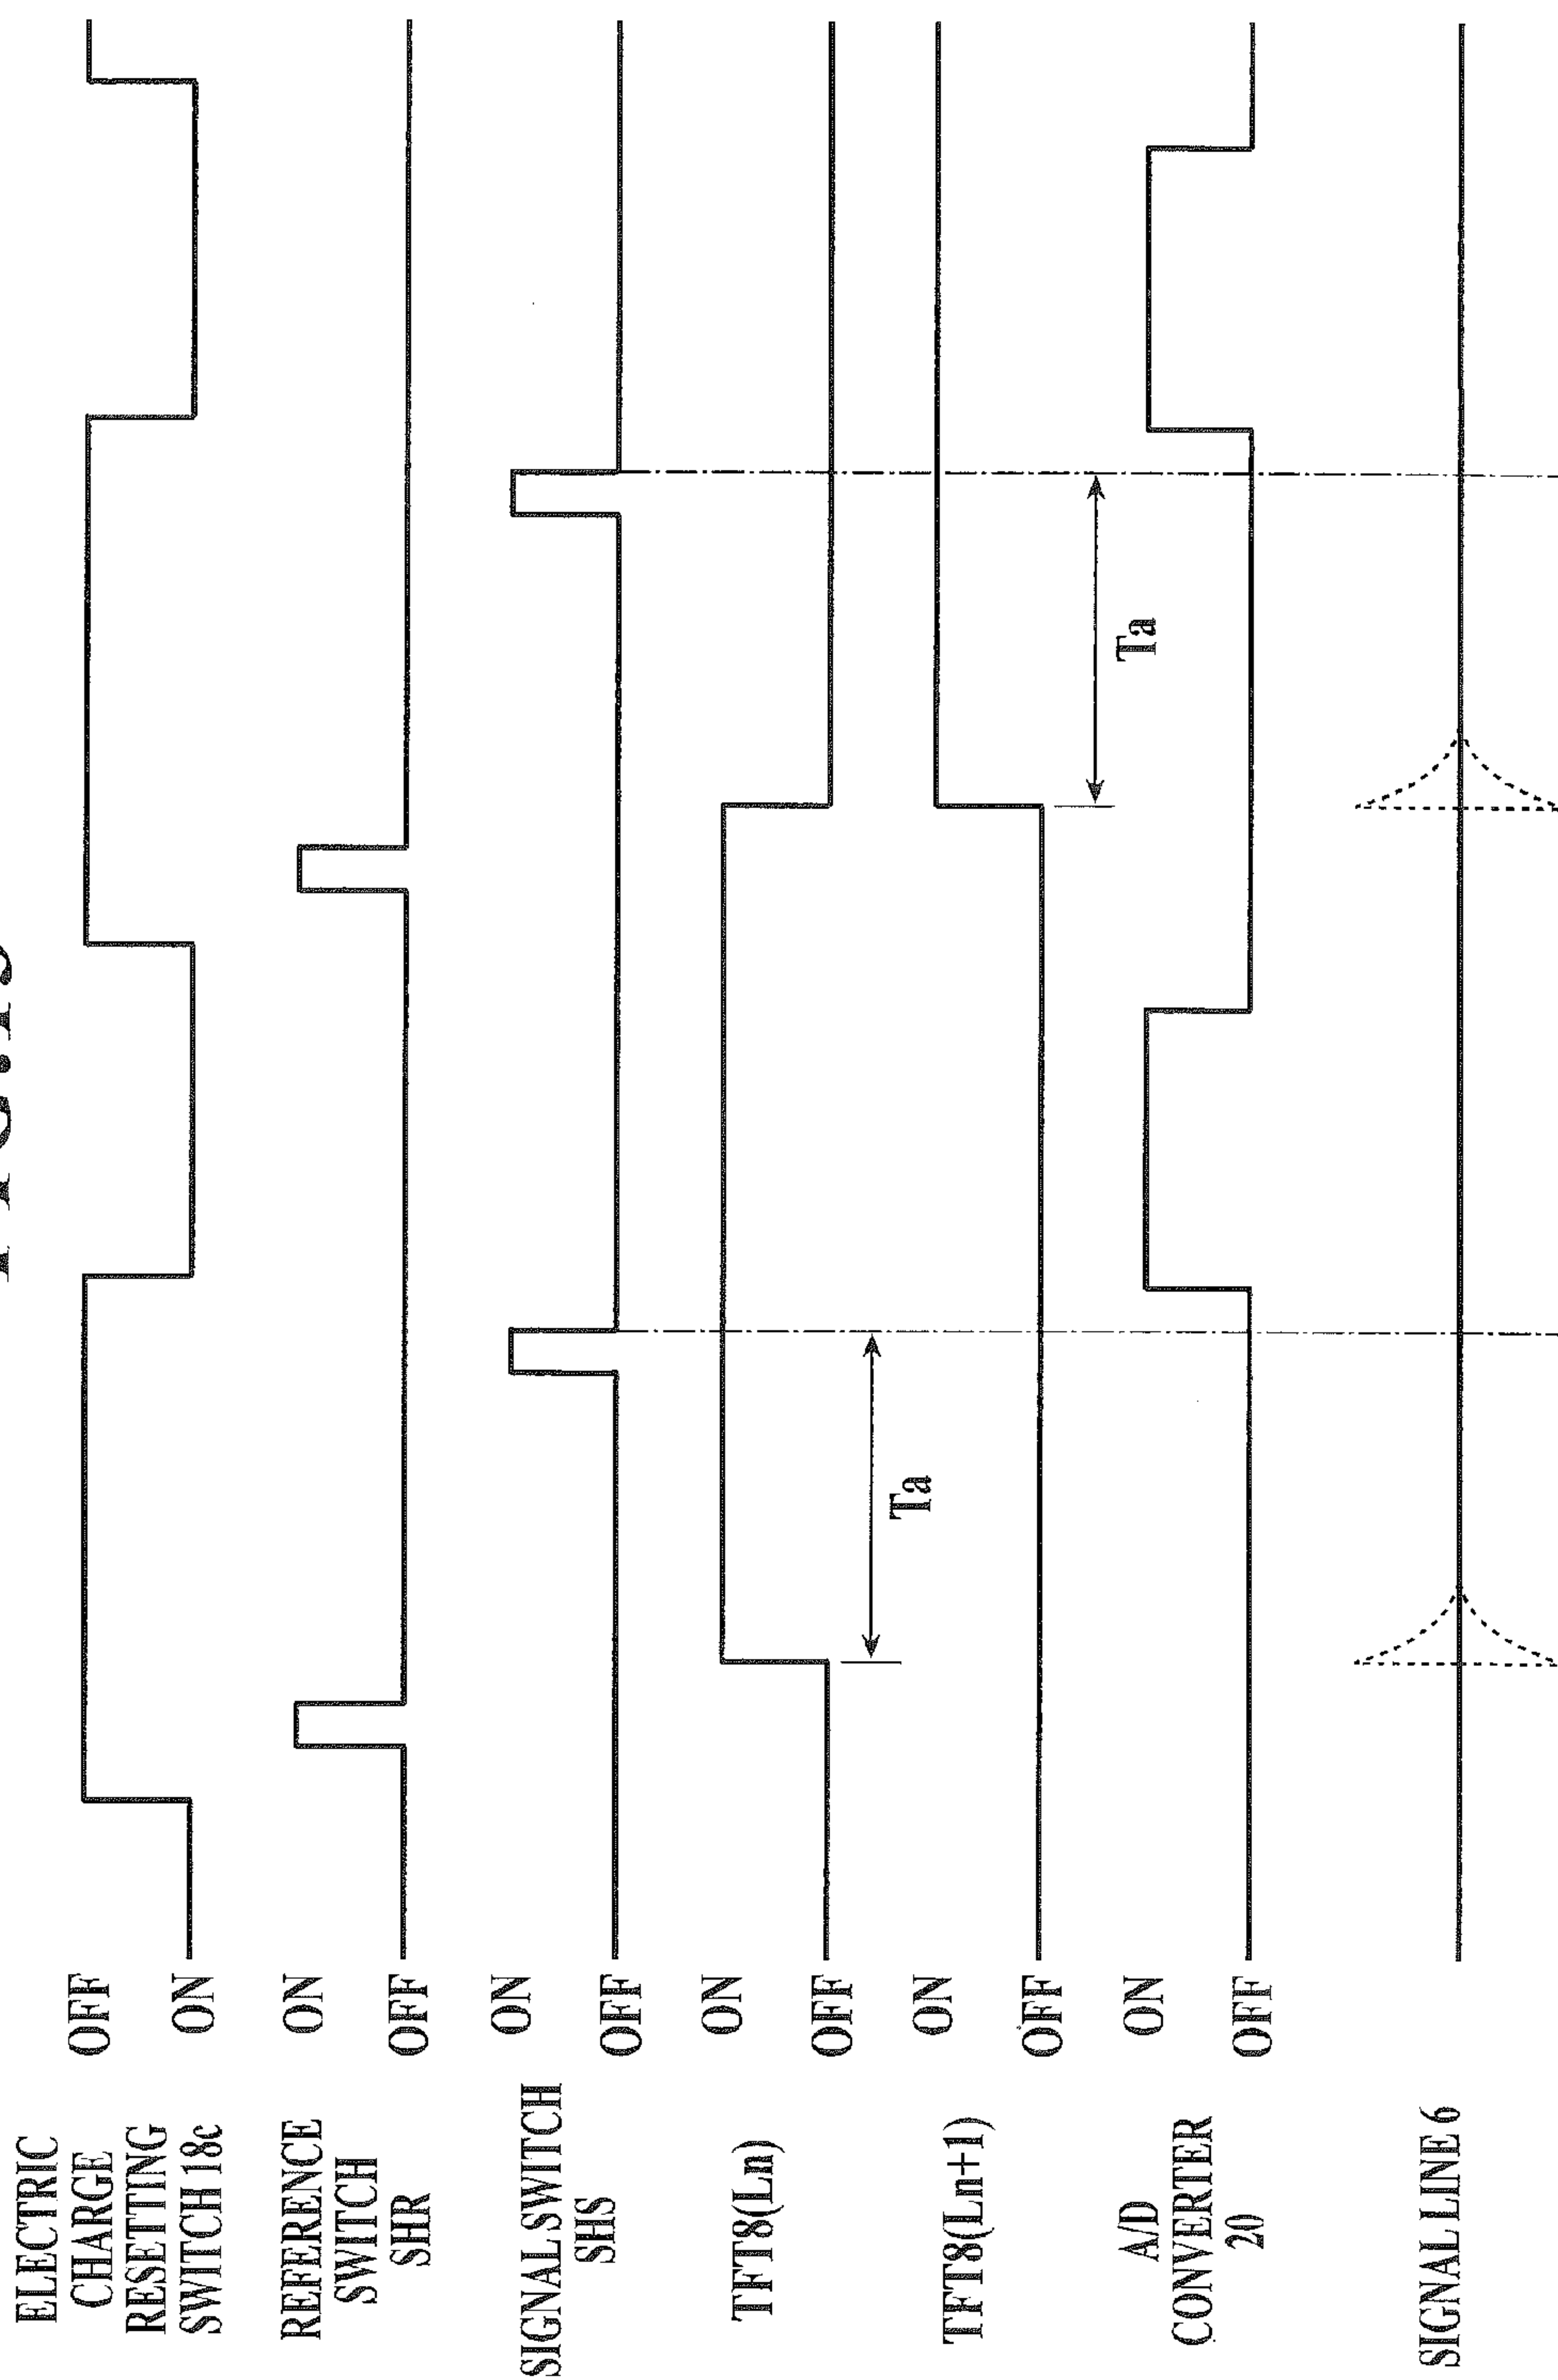 ELECTRIC
CHARGE
RESETTING
SWITCH 18c
OFF
ON
REFERENCE
SWITCH
SHR
ON
OFF
SIGNAL SWITCH
SHS
ON
OFF
TFT8(Ln)
ON
OFF
Ta
TFT8(Ln+1)
ON
OFF
Ta
A/D
CONVERTER
20
ON
OFF
SIGNAL LINE 6